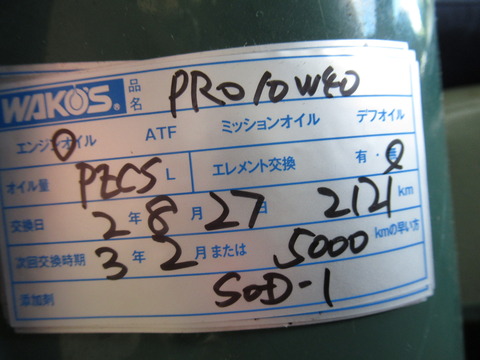 WAKO'S® 品名 PRO 10W40
エンジンオイル ATF ミッションオイル デフオイル
オイル量 PZCS L エレメント交換 有・無
交換日 2年 8月 27日 2121 km
次回交換時期 3年 2月または 5000 kmの早い方
添加剤 SOD-1